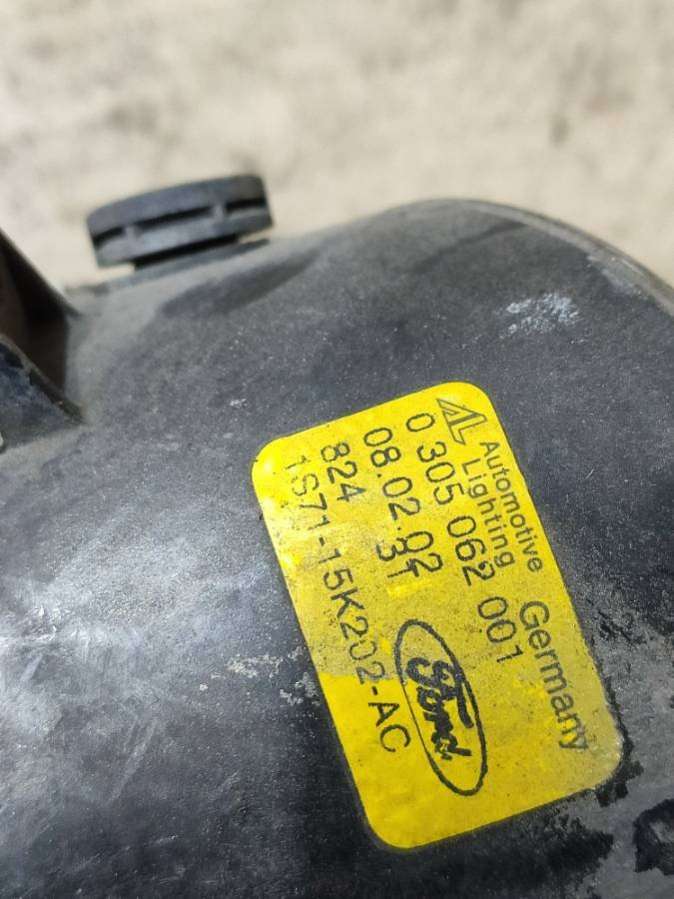 AL Automotive Lighting Germany
0 305 062 001
08.02.02
824 31
1S71-15K202-AC
Ford